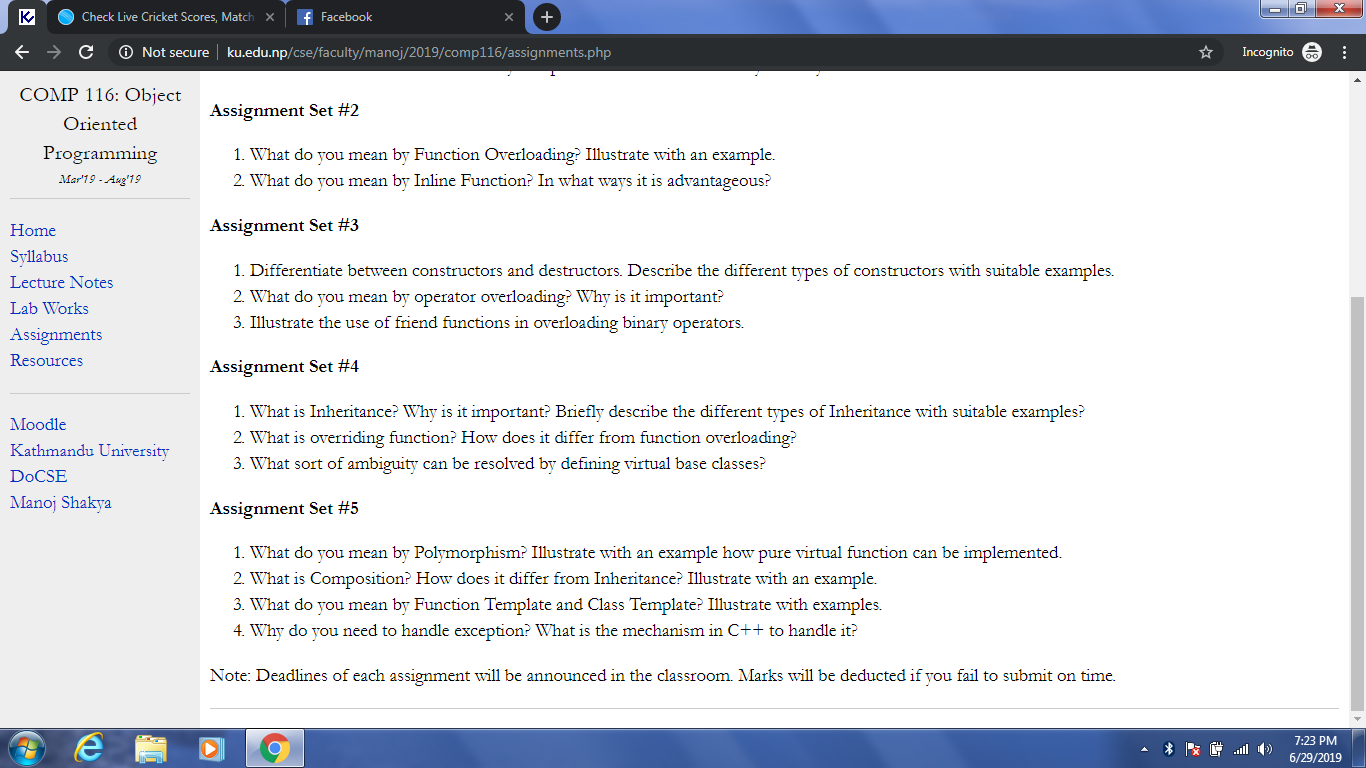 Check Live Cricket Scores, Match
Facebook
Not secure
ku.edu.np/cse/faculty/manoj/2019/comp116/assignments.php
Incognito
COMP 116: Object
Oriented
Programming
Mar'19 - Aug'19
Home
Syllabus
Lecture Notes
Lab Works
Assignments
Resources
Moodle
Kathmandu University
DoCSE
Manoj Shakya
Assignment Set #2
1. What do you mean by Function Overloading? Illustrate with an example.
2. What do you mean by Inline Function? In what ways it is advantageous?
Assignment Set #3
1. Differentiate between constructors and destructors. Describe the different types of constructors with suitable examples.
2. What do you mean by operator overloading? Why is it important?
3. Illustrate the use of friend functions in overloading binary operators.
Assignment Set #4
1. What is Inheritance? Why is it important? Briefly describe the different types of Inheritance with suitable examples?
2. What is overriding function? How does it differ from function overloading?
3. What sort of ambiguity can be resolved by defining virtual base classes?
Assignment Set #5
1. What do you mean by Polymorphism? Illustrate with an example how pure virtual function can be implemented.
2. What is Composition? How does it differ from Inheritance? Illustrate with an example.
3. What do you mean by Function Template and Class Template? Illustrate with examples.
4. Why do you need to handle exception? What is the mechanism in C++ to handle it?
Note: Deadlines of each assignment will be announced in the classroom. Marks will be deducted if you fail to submit on time.
7:23 PM
6/29/2019